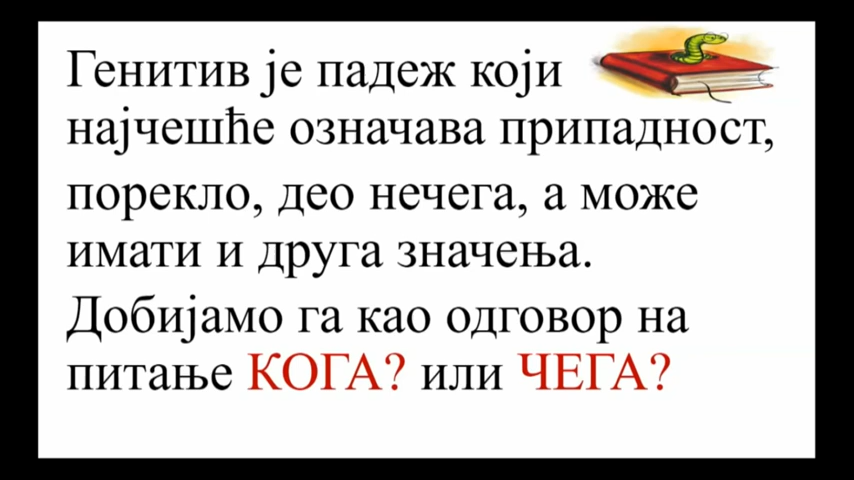 Генитив је падеж који
најчешће означава припадност,
порекло, део нечега, а може
имати и друга значења.
Добијамо га као одговор на
питање КОГА? или ЧЕГА?